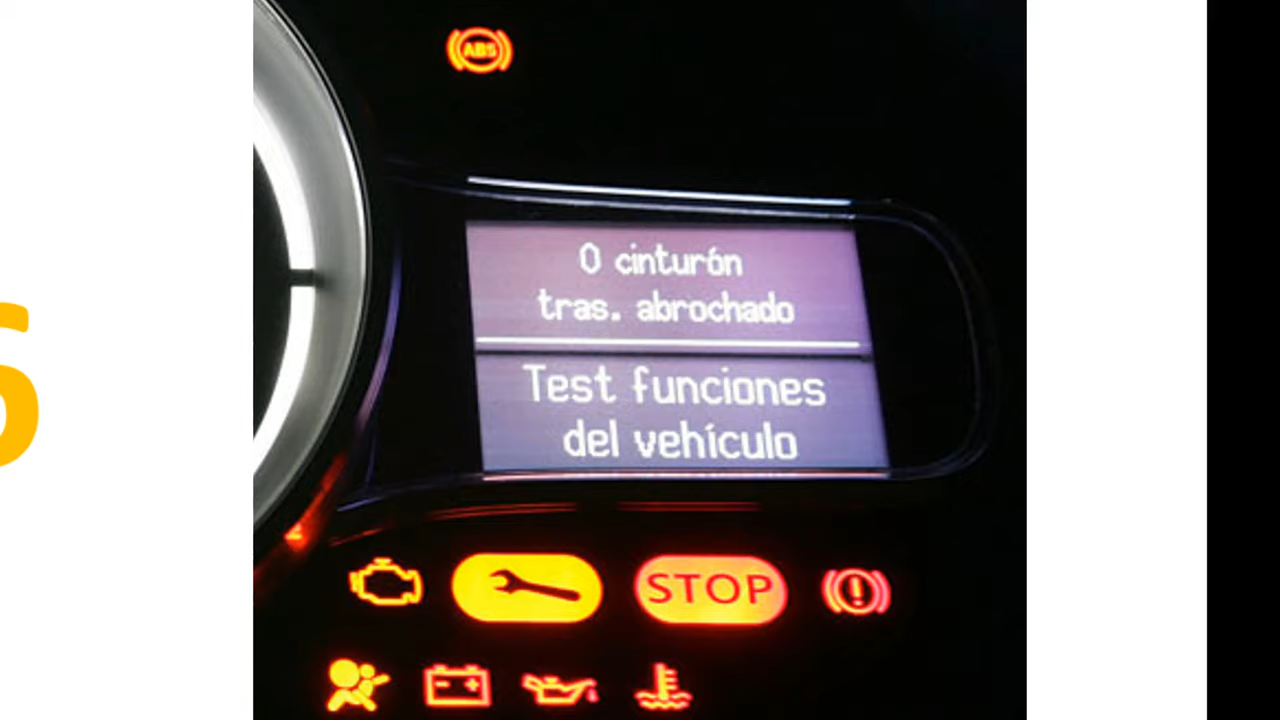 ABS
0 cinturón
tras. abrochado
Test funciones
del vehículo
STOP